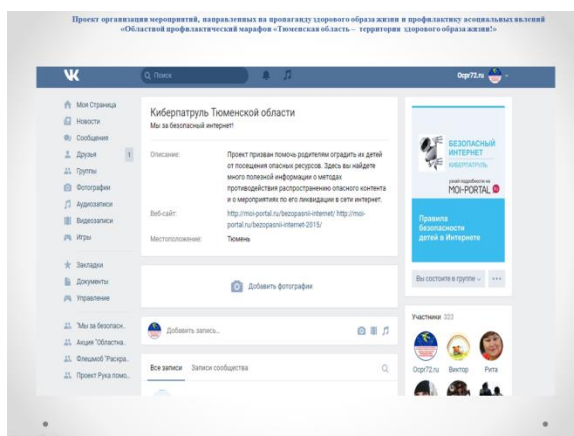 Проект организации мероприятий, направленных на пропаганду здорового образа жизни и профилактику асоциальных явлений
«Областной профилактический марафон «Тюменская область – территория здорового образа жизни!»
Поиск
Ocpr72.ru
Моя Страница
Новости
Сообщения
Друзья 1
Группы
Фотографии
Аудиозаписи
Видеозаписи
Игры
Закладки
Документы
Управление
"Мы за безопасн..
Акция "Областна..
Флешмоб "Раскра..
Проект Рука помо..
Киберпатруль Тюменской области
Мы за безопасный интернет!
Описание: Проект призван помочь родителям оградить их детей
от посещения опасных ресурсов. Здесь вы найдете
много полезной информации о методах
противодействия распространению опасного контента
и о мероприятиях по его ликвидации в сети интернет.
Веб-сайт: http://moi-portal.ru/bezopasnii-internet/ http://moi-
portal.ru/bezopasnii-internet-2015/
Местоположение: Тюмень
Добавить фотографии
Добавить запись...
Все записи Записи сообщества
БЕЗОПАСНЫЙ
ИНТЕРНЕТ
КИБЕРПАТРУЛЬ
узнай подробности на
MOI-PORTAL
Правила
безопасности
детей в Интернете
Вы состоите в группе
Участники 323
Ocpr72.ru Виктор Рита